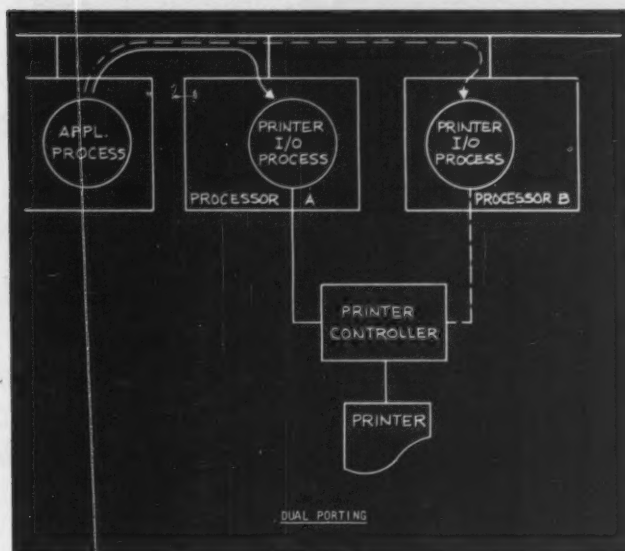 APPL.
PROCESS
PRINTER
I/O
PROCESS
PROCESSOR A
PRINTER
I/O
PROCESS
PROCESSOR B
PRINTER
CONTROLLER
PRINTER
DUAL PORTING